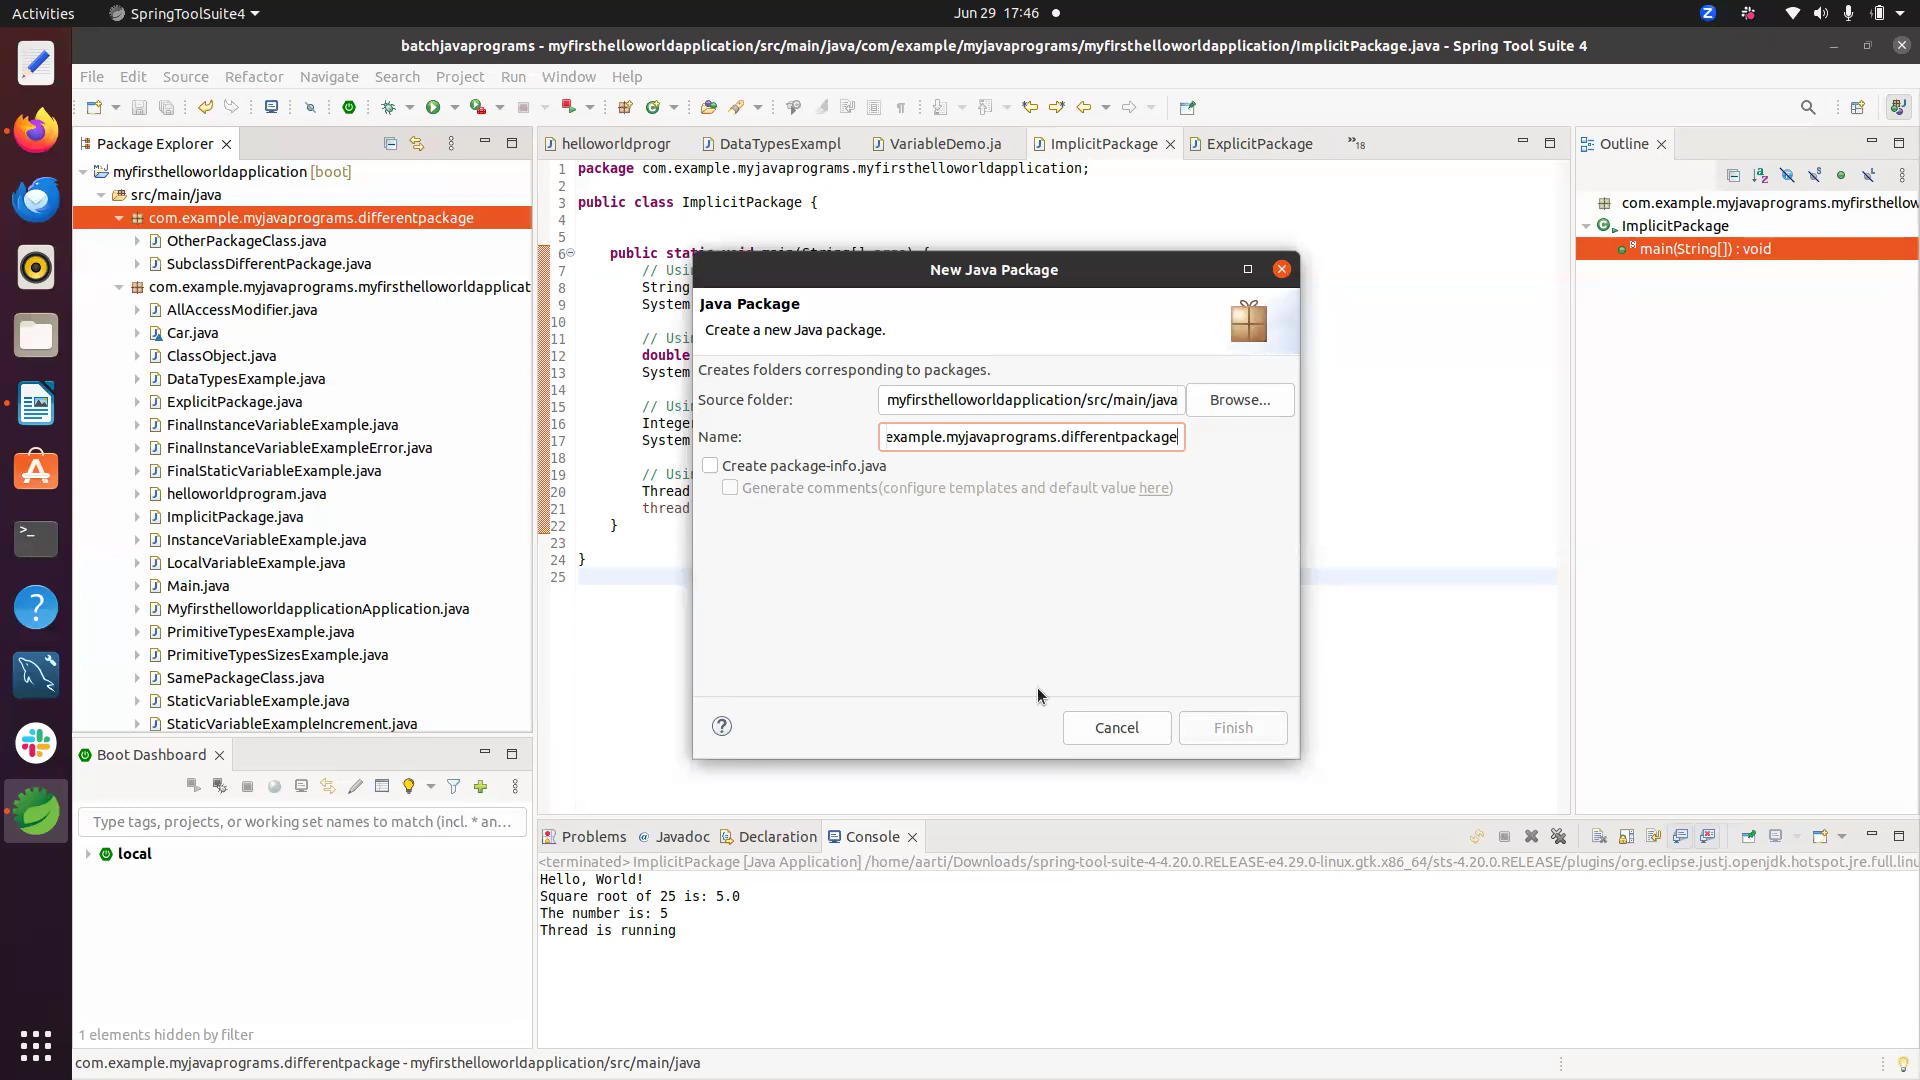 Activities
SpringToolSuite4
Jun 29 17:46
batchjavaprograms - myfirsthelloworldapplication/src/main/java/com/example/myjavaprograms/myfirsthelloworldapplication/ImplicitPackage.java - Spring Tool Suite 4
File Edit Source Refactor Navigate Search Project Run Window Help
Package Explorer
myfirsthelloworldapplication [boot]
src/main/java
com.example.myjavaprograms.differentpackage
OtherPackageClass.java
SubclassDifferentPackage.java
com.example.myjavaprograms.myfirsthelloworldapplicat
AllAccessModifier.java
Car.java
ClassObject.java
DataTypesExample.java
ExplicitPackage.java
FinalInstanceVariableExample.java
FinalInstanceVariableExampleError.java
FinalStaticVariableExample.java
helloworldprogram.java
ImplicitPackage.java
InstanceVariableExample.java
LocalVariableExample.java
Main.java
MyfirsthelloworldapplicationApplication.java
PrimitiveTypesExample.java
PrimitiveTypesSizesExample.java
SamePackageClass.java
StaticVariableExample.java
StaticVariableExampleIncrement.java
Boot Dashboard
Type tags, projects, or working set names to match (incl. * an...
local
1 elements hidden by filter
helloworldprogr DataTypesExampl VariableDemo.ja ImplicitPackage ExplicitPackage »18
1 package com.example.myjavaprograms.myfirsthelloworldapplication;
2
3 public class ImplicitPackage {
4
5
6 public static void main(String[] args) {
7 // Usin
8 String
9 System
10
11 // Usin
12 double
13 System
14
15 // Usin
16 Integer
17 System
18
19 // Usin
20 Thread
21 thread
22 }
23
24 }
25
New Java Package
Java Package
Create a new Java package.
Creates folders corresponding to packages.
Source folder: myfirsthelloworldapplication/src/main/java Browse...
Name: example.myjavaprograms.differentpackage
Create package-info.java
Generate comments(configure templates and default value here)
Cancel Finish
Outline
com.example.myjavaprograms.myfirsthellow
ImplicitPackage
main(String[]) : void
Problems @ Javadoc Declaration Console
<terminated> ImplicitPackage [Java Application] /home/aarti/Downloads/spring-tool-suite-4-4.20.0.RELEASE-e4.29.0-linux.gtk.x86_64/sts-4.20.0.RELEASE/plugins/org.eclipse.justj.openjdk.hotspot.jre.full.linu
Hello, World!
Square root of 25 is: 5.0
The number is: 5
Thread is running
com.example.myjavaprograms.differentpackage - myfirsthelloworldapplication/src/main/java